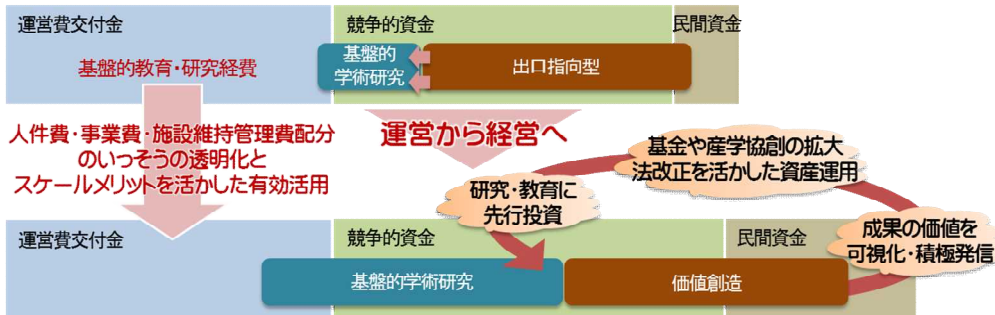 運営費交付金
競争的資金
民間資金
基盤的教育・研究経費
基盤的
学術研究
出口指向型
人件費・事業費・施設維持管理費配分
のいっそうの透明化と
スケールメリットを活かした有効活用
運営から経営へ
基金や産学協創の拡大
法改正を活かした資産運用
研究・教育に
先行投資
成果の価値を
可視化・積極発信
運営費交付金
競争的資金
民間資金
基盤的学術研究
価値創造